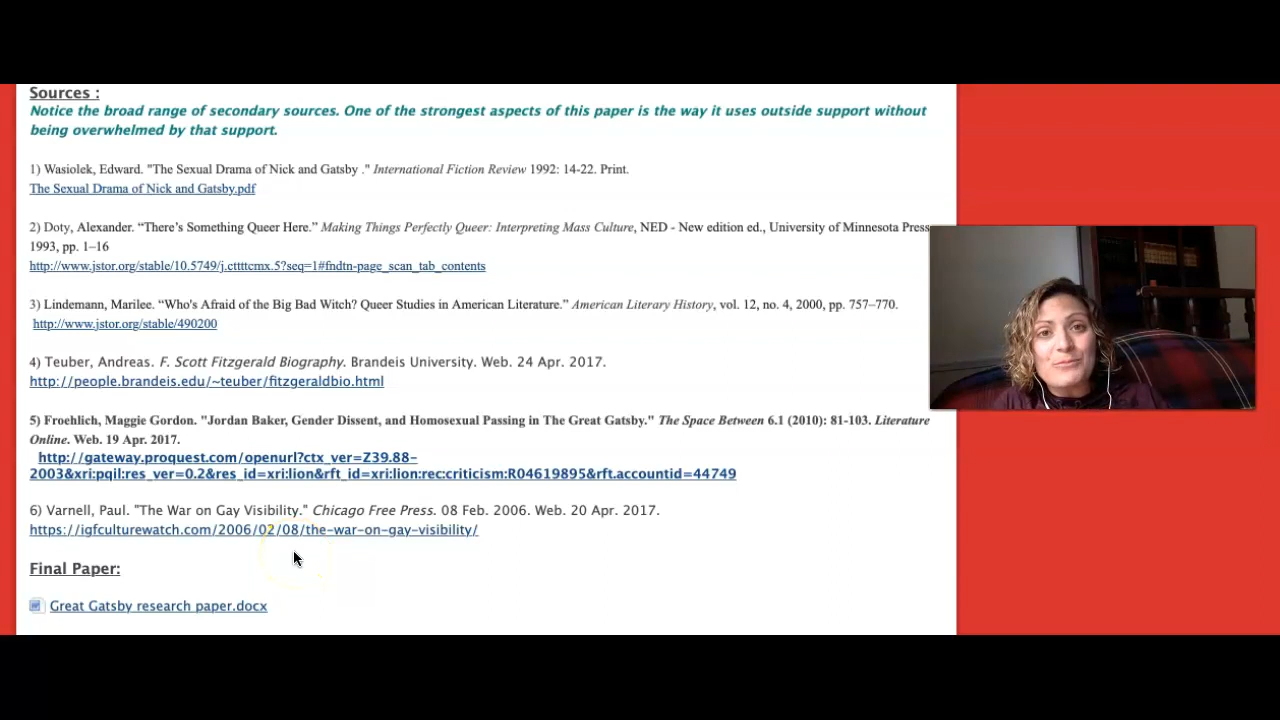 Sources :
Notice the broad range of secondary sources. One of the strongest aspects of this paper is the way it uses outside support without
being overwhelmed by that support.
1) Wasiolek, Edward. "The Sexual Drama of Nick and Gatsby ." International Fiction Review 1992: 14-22. Print.
The Sexual Drama of Nick and Gatsby.pdf
2) Doty, Alexander. “There’s Something Queer Here.” Making Things Perfectly Queer: Interpreting Mass Culture, NED - New edition ed., University of Minnesota Press
1993, pp. 1–16
http://www.jstor.org/stable/10.5749/j.cttttcmx.5?seq=1#fndtn-page_scan_tab_contents
3) Lindemann, Marilee. “Who's Afraid of the Big Bad Witch? Queer Studies in American Literature.” American Literary History, vol. 12, no. 4, 2000, pp. 757–770.
http://www.jstor.org/stable/490200
4) Teuber, Andreas. F. Scott Fitzgerald Biography. Brandeis University. Web. 24 Apr. 2017.
http://people.brandeis.edu/~teuber/fitzgeraldbio.html
5) Froehlich, Maggie Gordon. "Jordan Baker, Gender Dissent, and Homosexual Passing in The Great Gatsby." The Space Between 6.1 (2010): 81-103. Literature
Online. Web. 19 Apr. 2017.
http://gateway.proquest.com/openurl?ctx_ver=Z39.88-
2003&xri:pqil:res_ver=0.2&res_id=xri:lion&rft_id=xri:lion:rec:criticism:R04619895&rft.accountid=44749
6) Varnell, Paul. "The War on Gay Visibility." Chicago Free Press. 08 Feb. 2006. Web. 20 Apr. 2017.
https://igfculturewatch.com/2006/02/08/the-war-on-gay-visibility/
Final Paper:
Great Gatsby research paper.docx